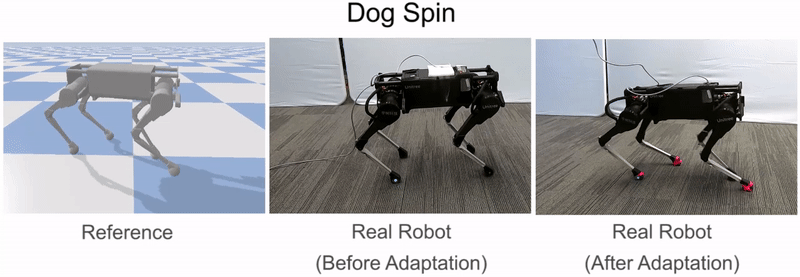 Dog Spin
Reference
Real Robot
(Before Adaptation)
Real Robot
(After Adaptation)